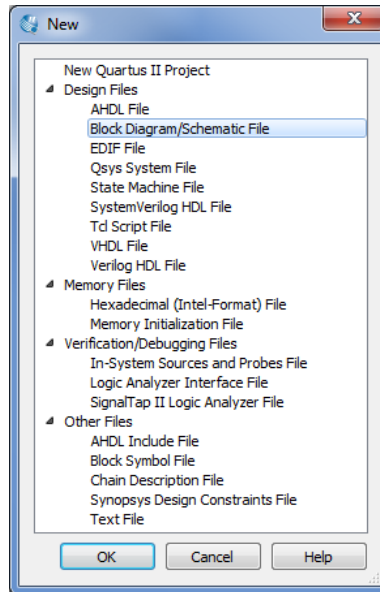 New
New Quartus II Project
Design Files
AHDL File
Block Diagram/Schematic File
EDIF File
Qsys System File
State Machine File
SystemVerilog HDL File
Tcl Script File
VHDL File
Verilog HDL File
Memory Files
Hexadecimal (Intel-Format) File
Memory Initialization File
Verification/Debugging Files
In-System Sources and Probes File
Logic Analyzer Interface File
SignalTap II Logic Analyzer File
Other Files
AHDL Include File
Block Symbol File
Chain Description File
Synopsys Design Constraints File
Text File
OK Cancel Help